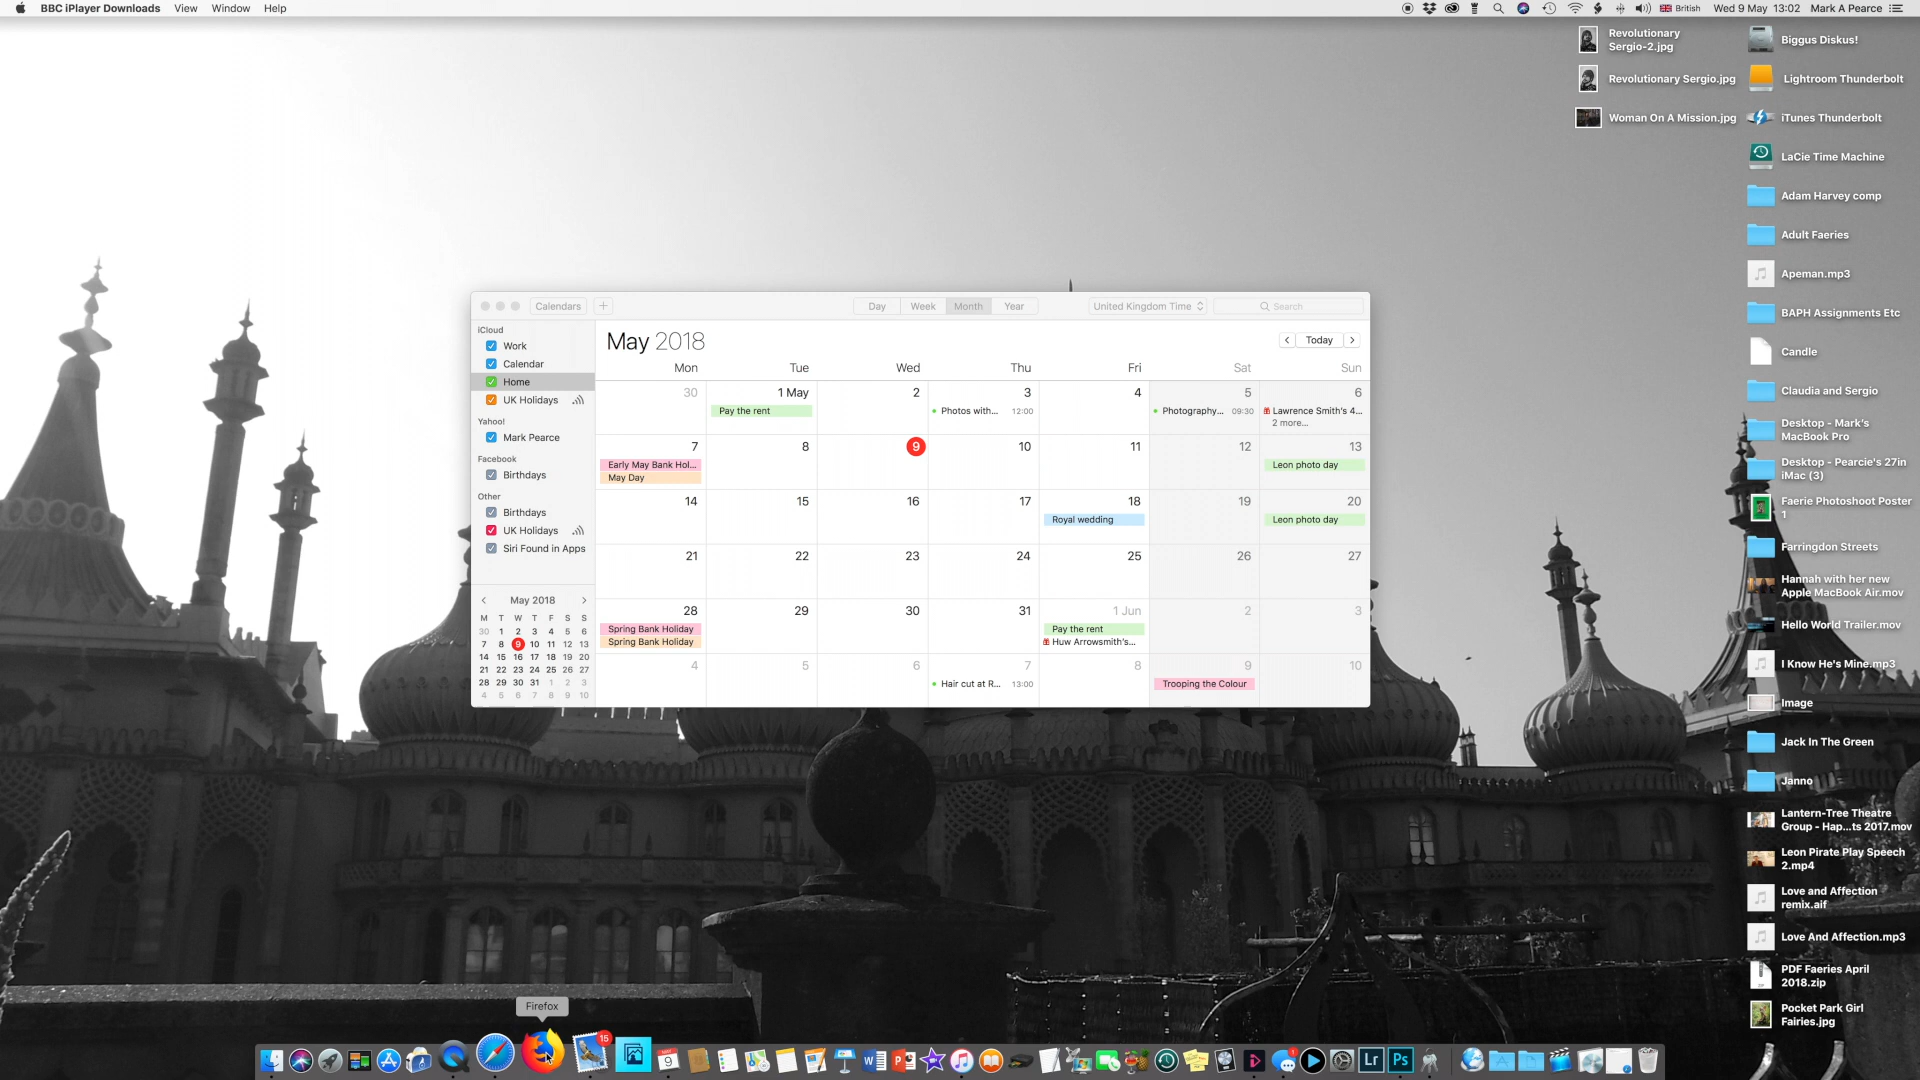 BBC iPlayer Downloads View Window Help
British Wed 9 May 13:02 Mark A Pearce
Revolutionary
Sergio-2.jpg
Revolutionary Sergio.jpg
Woman On A Mission.jpg
Biggus Diskus!
Lightroom Thunderbolt
iTunes Thunderbolt
LaCie Time Machine
Adam Harvey comp
Adult Faeries
Apeman.mp3
BAPH Assignments Etc
Candle
Claudia and Sergio
Desktop - Mark's
MacBook Pro
Desktop - Pearcie's 27in
iMac (3)
Faerie Photoshoot Poster
1
Farringdon Streets
Hannah with her new
Apple MacBook Air.mov
Hello World Trailer.mov
I Know He's Mine.mp3
Image
Jack In The Green
Janno
Lantern-Tree Theatre
Group - Hap...ts 2017.mov
Leon Pirate Play Speech
2.mp4
Love and Affection
remix.aif
Love And Affection.mp3
PDF Faeries April
2018.zip
Pocket Park Girl
Fairies.jpg
Calendars + Day Week Month Year United Kingdom Time Search
iCloud
Work
Calendar
Home
UK Holidays
Yahoo!
Mark Pearce
Facebook
Birthdays
Other
Birthdays
UK Holidays
Siri Found in Apps
May 2018
M T W T F S S
30 1 2 3 4 5 6
7 8 9 10 11 12 13
14 15 16 17 18 19 20
21 22 23 24 25 26 27
28 29 30 31 1 2 3
4 5 6 7 8 9 10
May 2018
Today
Mon Tue Wed Thu Fri Sat Sun
30 1 May 2 3 4 5 6
Pay the rent Photos with... 12:00 Photography... 09:30 Lawrence Smith's 4...
2 more...
7 8 9 10 11 12 13
Early May Bank Hol... Leon photo day
May Day
14 15 16 17 18 19 20
Royal wedding Leon photo day
21 22 23 24 25 26 27
28 29 30 31 1 Jun 2 3
Spring Bank Holiday Pay the rent
Spring Bank Holiday Huw Arrowsmith's...
4 5 6 7 8 9 10
Hair cut at R... 13:00 Trooping the Colour
Firefox
15
9
1
Lr
Ps